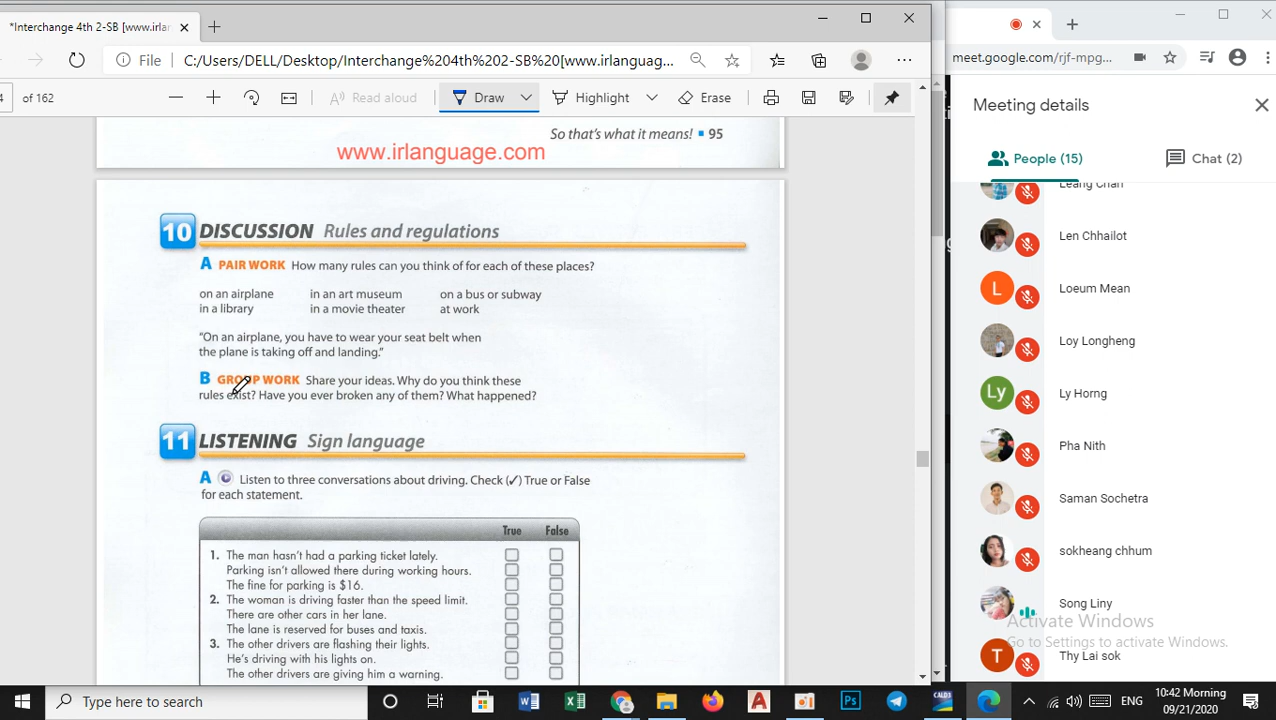 *Interchange 4th 2-SB [www.irlan
File
C:/Users/DELL/Desktop/Interchange%204th%202-SB%20[www.irlanguag...
meet.google.com/rjf-mpg...
4
of 162
Read aloud
Draw
Highlight
Erase
Meeting details
People (15)
Chat (2)
So that's what it means! ▪ 95
www.irlanguage.com
10 DISCUSSION Rules and regulations
A PAIR WORK How many rules can you think of for each of these places?
on an airplane in an art museum on a bus or subway
in a library in a movie theater at work
"On an airplane, you have to wear your seat belt when
the plane is taking off and landing."
B GROUP WORK Share your ideas. Why do you think these
rules exist? Have you ever broken any of them? What happened?
11 LISTENING Sign language
A Listen to three conversations about driving. Check (✓) True or False
for each statement.
True False
1. The man hasn't had a parking ticket lately.
Parking isn't allowed there during working hours.
The fine for parking is $16.
2. The woman is driving faster than the speed limit.
There are other cars in her lane.
The lane is reserved for buses and taxis.
3. The other drivers are flashing their lights.
He's driving with his lights on.
The other drivers are giving him a warning.
Leang Chan
Len Chhailot
L
Loeum Mean
Loy Longheng
Ly
Ly Horng
Pha Nith
Saman Sochetra
sokheang chhum
Song Liny
Activate Windows
Go to Settings to activate Windows.
T
Thy Lai sok
Type here to search
ENG
10:42 Morning
09/21/2020